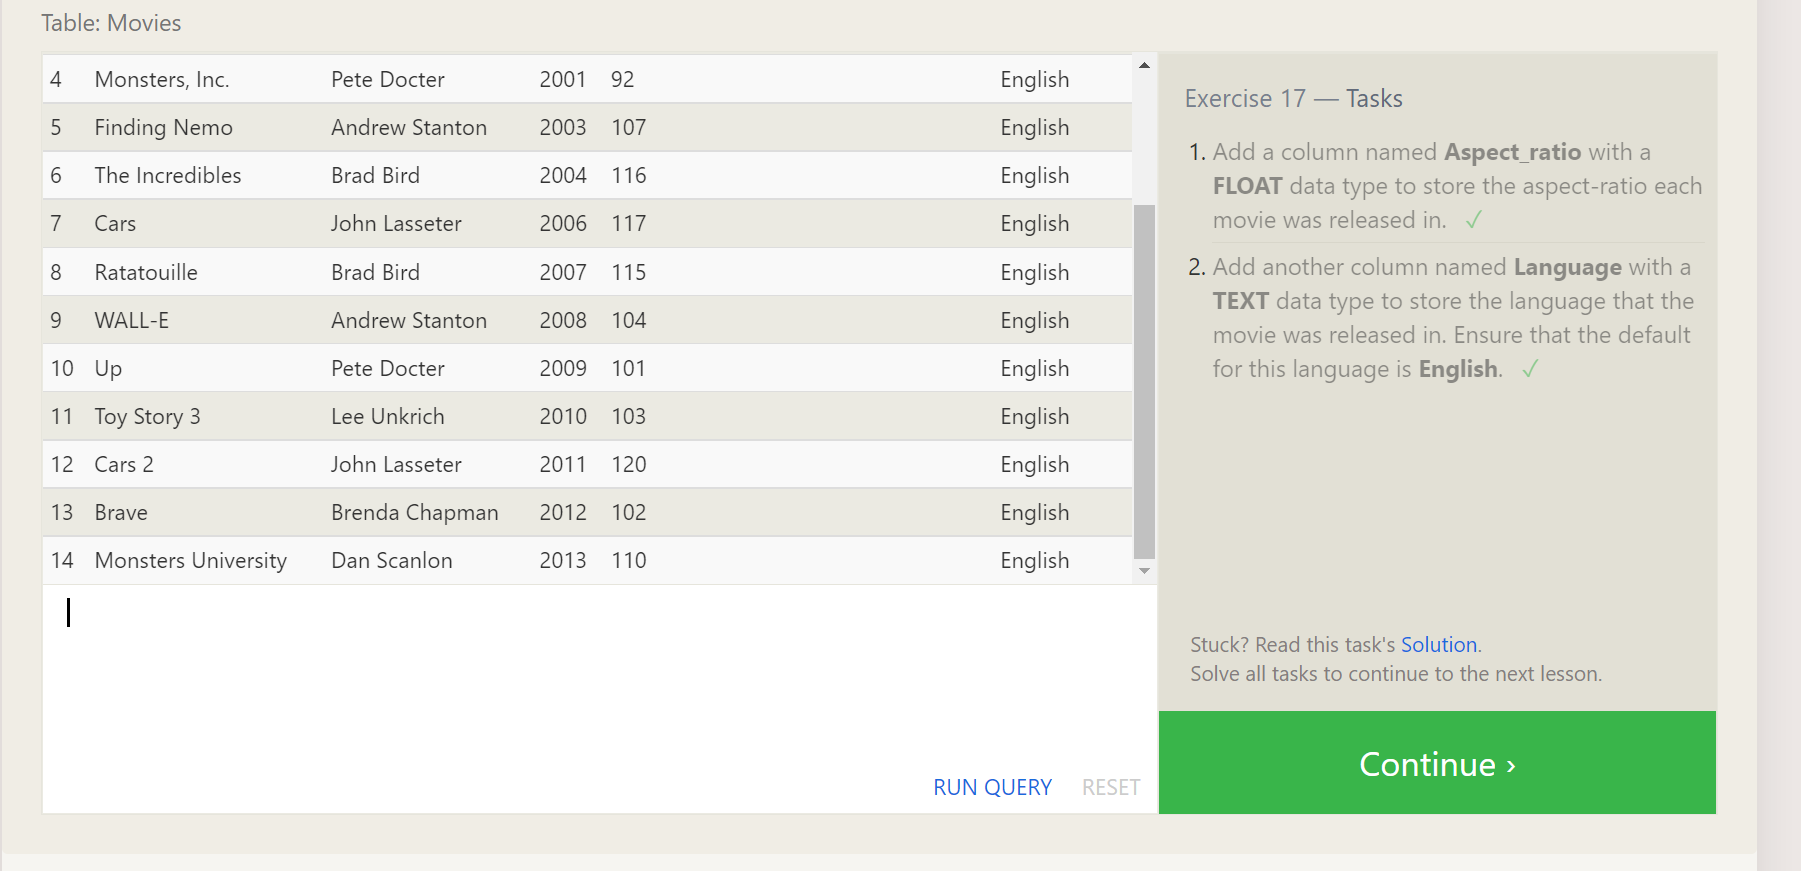 Table: Movies
4 Monsters, Inc. Pete Docter 2001 92 English
5 Finding Nemo Andrew Stanton 2003 107 English
6 The Incredibles Brad Bird 2004 116 English
7 Cars John Lasseter 2006 117 English
8 Ratatouille Brad Bird 2007 115 English
9 WALL-E Andrew Stanton 2008 104 English
10 Up Pete Docter 2009 101 English
11 Toy Story 3 Lee Unkrich 2010 103 English
12 Cars 2 John Lasseter 2011 120 English
13 Brave Brenda Chapman 2012 102 English
14 Monsters University Dan Scanlon 2013 110 English
RUN QUERY RESET
Exercise 17 — Tasks
1. Add a column named Aspect_ratio with a
FLOAT data type to store the aspect-ratio each
movie was released in. ✓
2. Add another column named Language with a
TEXT data type to store the language that the
movie was released in. Ensure that the default
for this language is English. ✓
Stuck? Read this task's Solution.
Solve all tasks to continue to the next lesson.
Continue ›